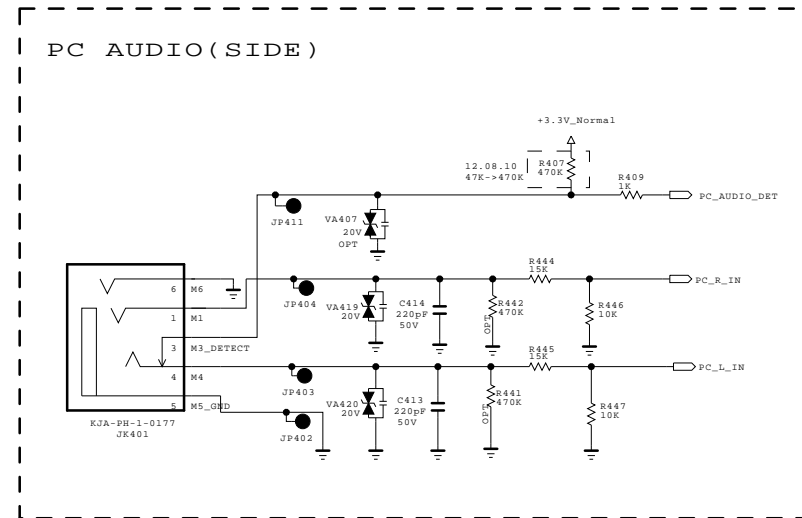 PC AUDIO(SIDE)
+3.3V_Normal
12.08.10
47K->470K
R407
470K
R409
1K
PC_AUDIO_DET
JP411
VA407
20V
OPT
R444
15K
PC_R_IN
6 M6
1 M1
3 M3_DETECT
4 M4
5 M5_GND
JP404
VA419
20V
C414
220pF
50V
R442
470K
OPT
R446
10K
R445
15K
PC_L_IN
JP403
VA420
20V
C413
220pF
50V
R441
470K
OPT
R447
10K
KJA-PH-1-0177
JK401
JP402